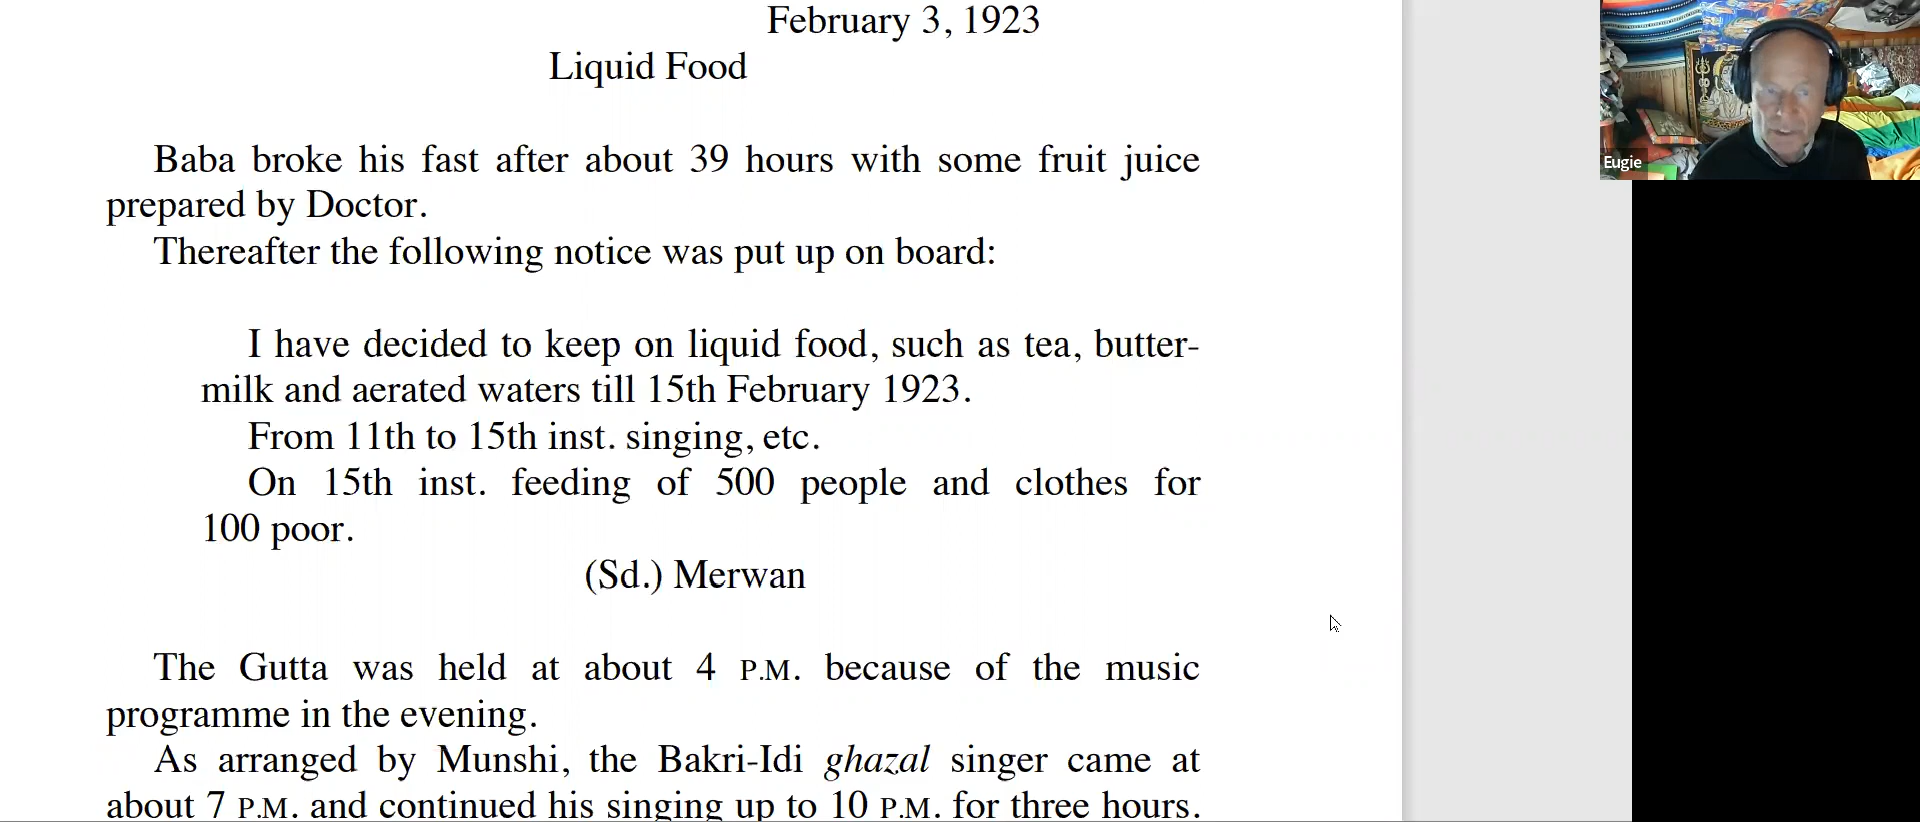 February 3, 1923
Liquid Food
Baba broke his fast after about 39 hours with some fruit juice
prepared by Doctor.
Thereafter the following notice was put up on board:
I have decided to keep on liquid food, such as tea, butter-
milk and aerated waters till 15th February 1923.
From 11th to 15th inst. singing, etc.
On 15th inst. feeding of 500 people and clothes for
100 poor.
(Sd.) Merwan
The Gutta was held at about 4 P.M. because of the music
programme in the evening.
As arranged by Munshi, the Bakri-Idi ghazal singer came at
about 7 P.M. and continued his singing up to 10 P.M. for three hours.
Eugie